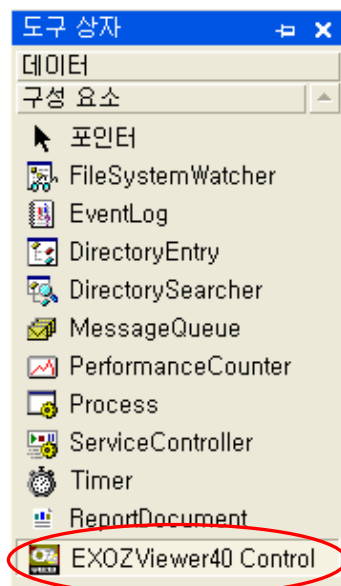 도구 상자
데이터
구성 요소
포인터
FileSystemWatcher
EventLog
DirectoryEntry
DirectorySearcher
MessageQueue
PerformanceCounter
Process
ServiceController
Timer
ReportDocument
EXOZViewer40 Control